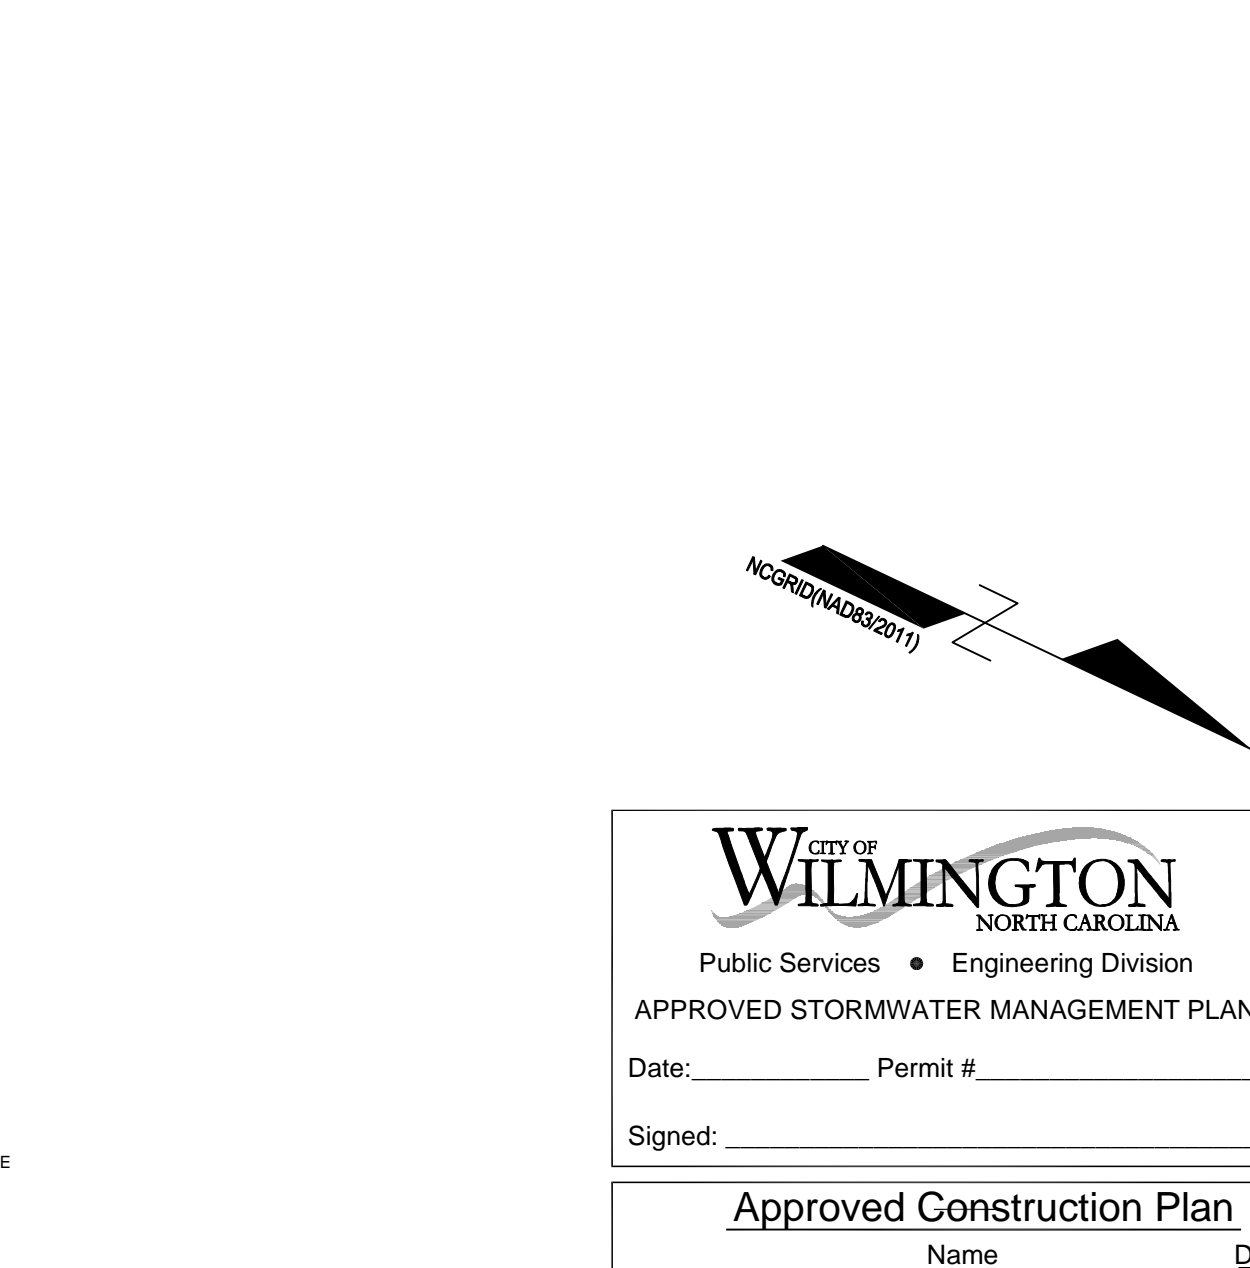 NCGRID(NAD83/2011)
CITY OF
WILMINGTON
NORTH CAROLINA
Public Services • Engineering Division
APPROVED STORMWATER MANAGEMENT PLAN
Date:____________ Permit #___________________
Signed: ____________________________________
E
Approved Construction Plan
Name D